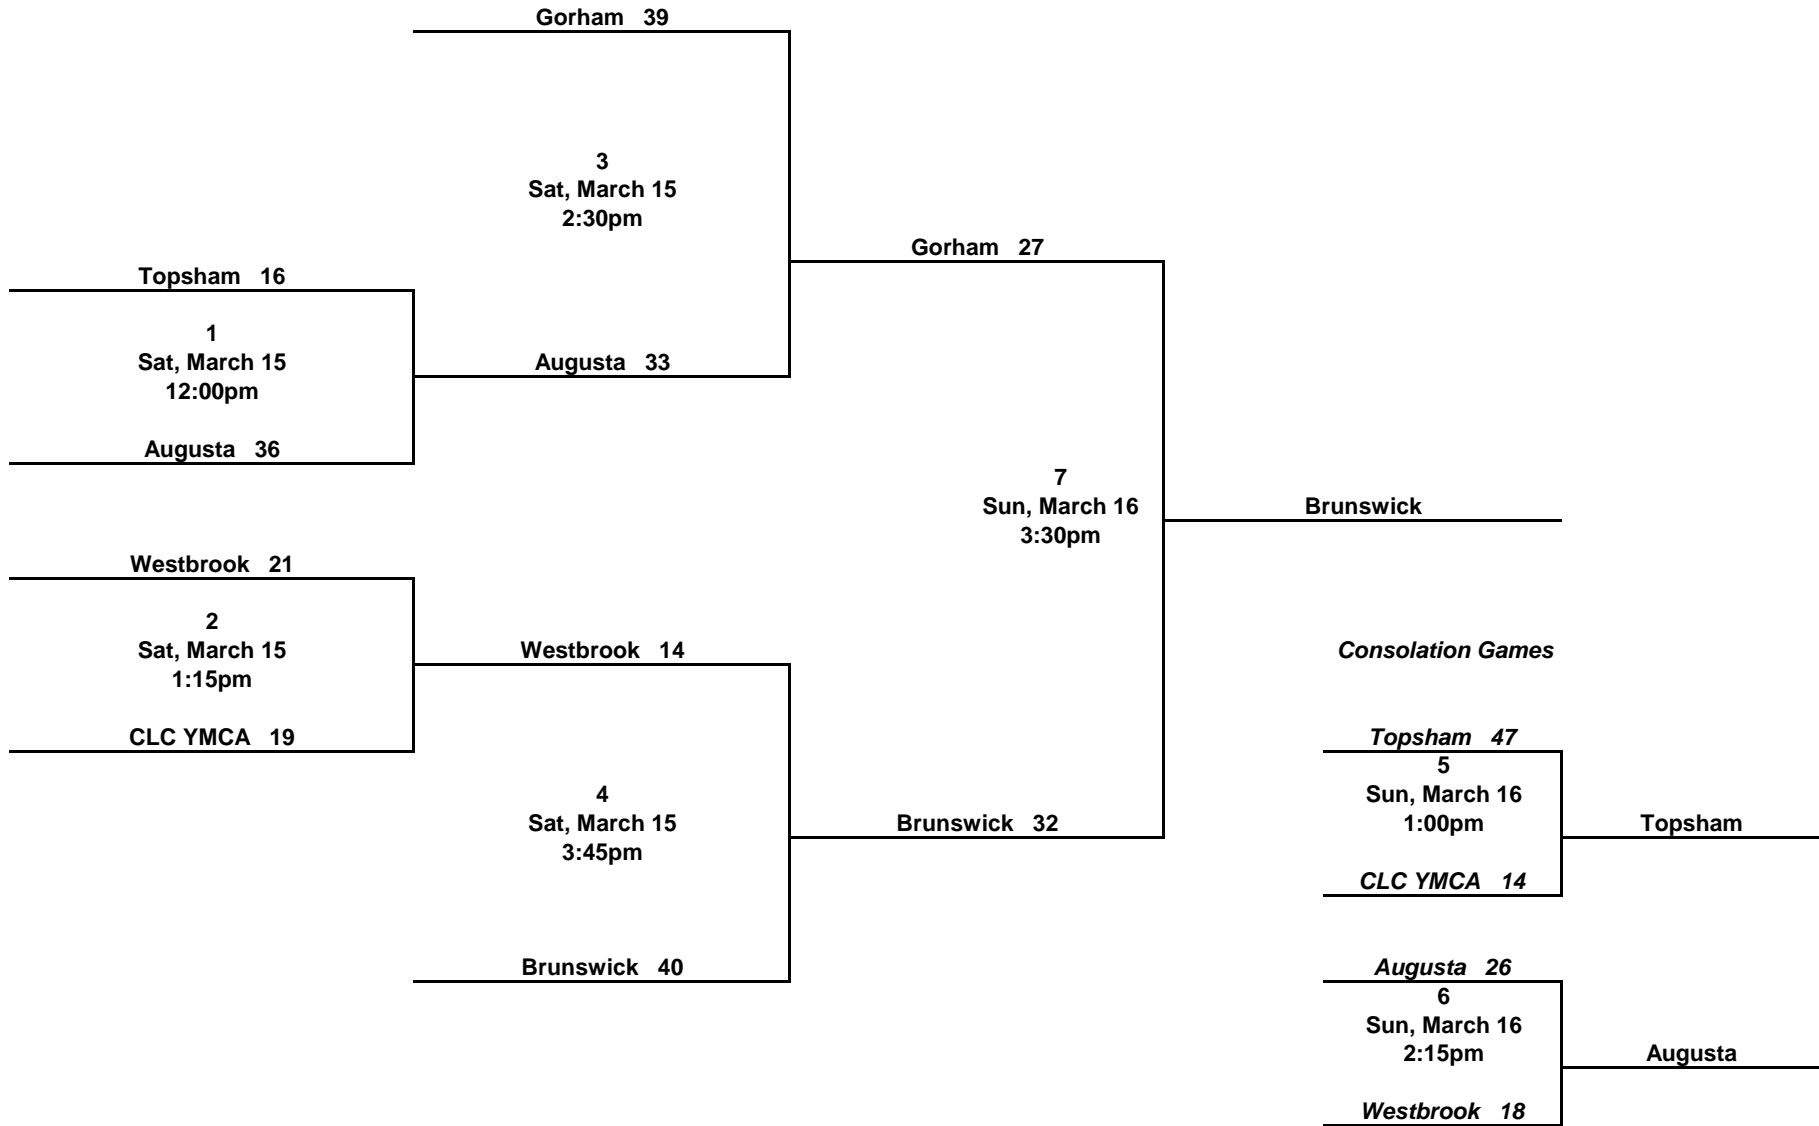 Gorham 39
3
Sat, March 15
2:30pm
Gorham 27
Topsham 16
1
Sat, March 15
12:00pm
Augusta 33
Augusta 36
7
Sun, March 16
3:30pm
Brunswick
Westbrook 21
2
Sat, March 15
1:15pm
Westbrook 14
Consolation Games
CLC YMCA 19
Topsham 47
5
Sun, March 16
1:00pm
Topsham
4
Sat, March 15
3:45pm
Brunswick 32
CLC YMCA 14
Brunswick 40
Augusta 26
6
Sun, March 16
2:15pm
Augusta
Westbrook 18